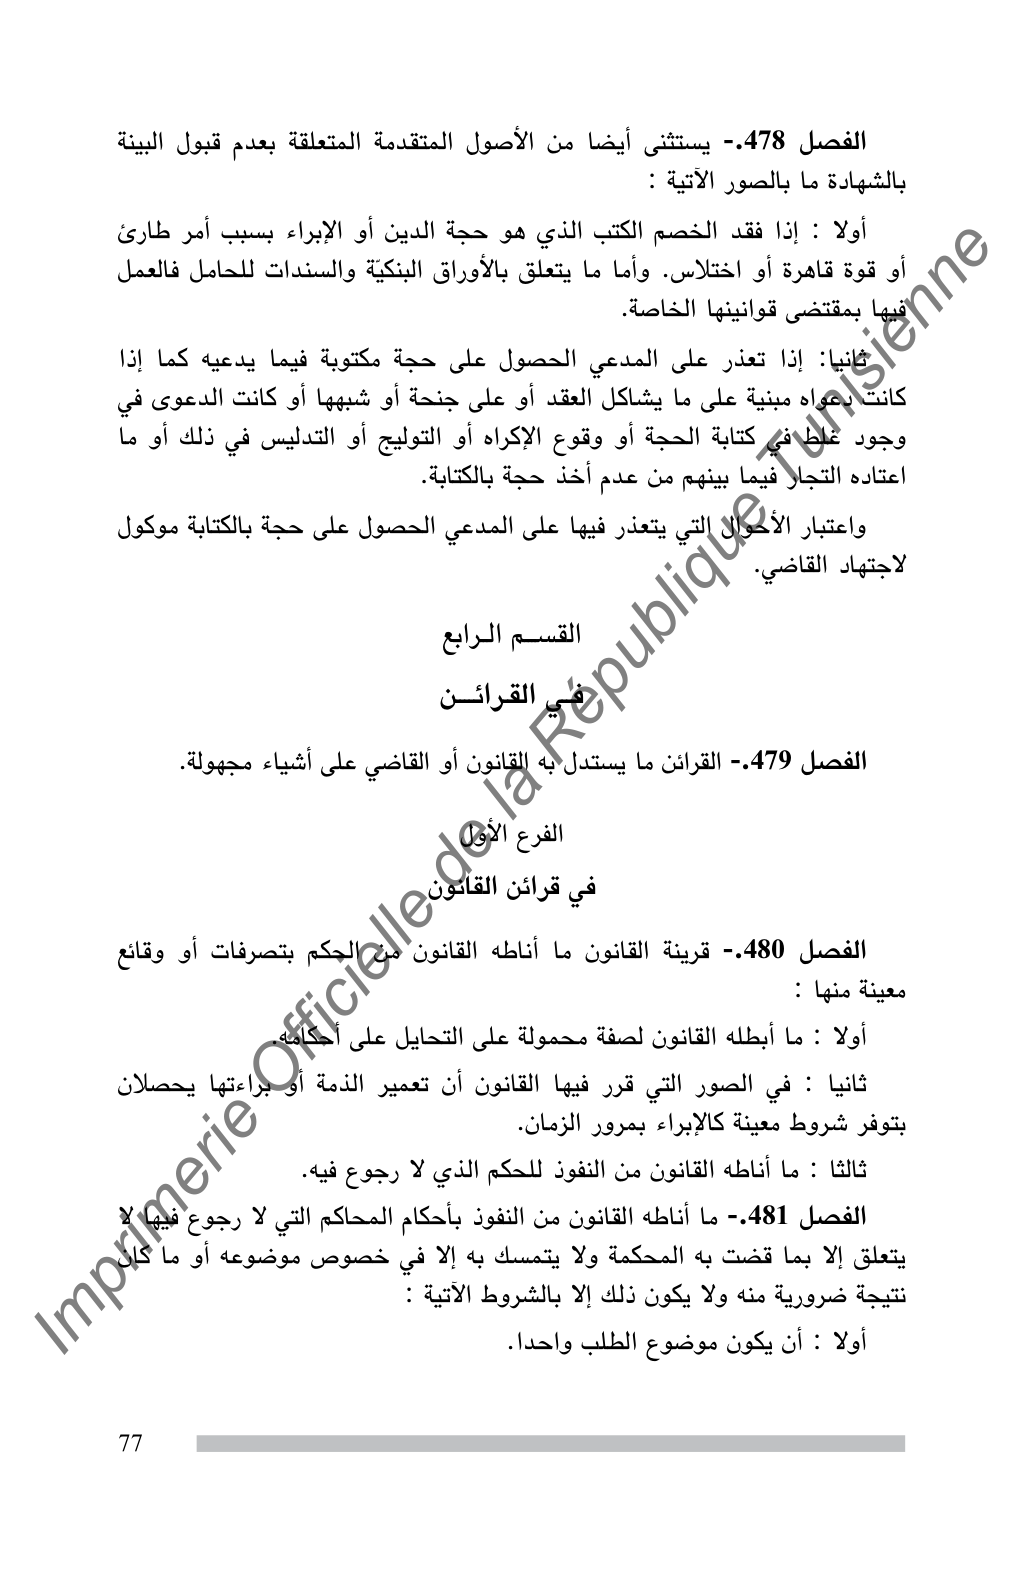 الفصل 478.- يستثنى أيضا من الأصول المتقدمة المتعلقة بعدم قبول البينة
بالشهادة ما بالصور الآتية :
أولا : إذا فقد الخصم الكتب الذي هو حجة الدين أو الإبراء بسبب أمر طارئ
أو قوة قاهرة أو اختلاس. وأما ما يتعلق بالأوراق البنكيّة والسندات للحامل فالعمل
فيها بمقتضى قوانينها الخاصة.
ثانيا: إذا تعذر على المدعي الحصول على حجة مكتوبة فيما يدعيه كما إذا
كانت دعواه مبنية على ما يشاكل العقد أو على جنحة أو شبهها أو كانت الدعوى في
وجود غلط في كتابة الحجة أو وقوع الإكراه أو التوليج أو التدليس في ذلك أو ما
اعتاده التجار فيما بينهم من عدم أخذ حجة بالكتابة.
واعتبار الأحوال التي يتعذر فيها على المدعي الحصول على حجة بالكتابة موكول
لاجتهاد القاضي.
القســم الـرابع
فــي القـرائـــن
الفصل 479.- القرائن ما يستدل به القانون أو القاضي على أشياء مجهولة.
الفرع الأول
في قرائن القانون
الفصل 480.- قرينة القانون ما أناطه القانون من الحكم بتصرفات أو وقائع
معينة منها :
أولا : ما أبطله القانون لصفة محمولة على التحايل على أحكامه.
ثانيا : في الصور التي قرر فيها القانون أن تعمير الذمة أو براءتها يحصلان
بتوفر شروط معينة كالإبراء بمرور الزمان.
ثالثا : ما أناطه القانون من النفوذ للحكم الذي لا رجوع فيه.
الفصل 481.- ما أناطه القانون من النفوذ بأحكام المحاكم التي لا رجوع فيها لا
يتعلق إلا بما قضت به المحكمة ولا يتمسك به إلا في خصوص موضوعه أو ما كان
نتيجة ضرورية منه ولا يكون ذلك إلا بالشروط الآتية :
أولا : أن يكون موضوع الطلب واحدا.
77
Imprimerie Officielle de la République Tunisienne